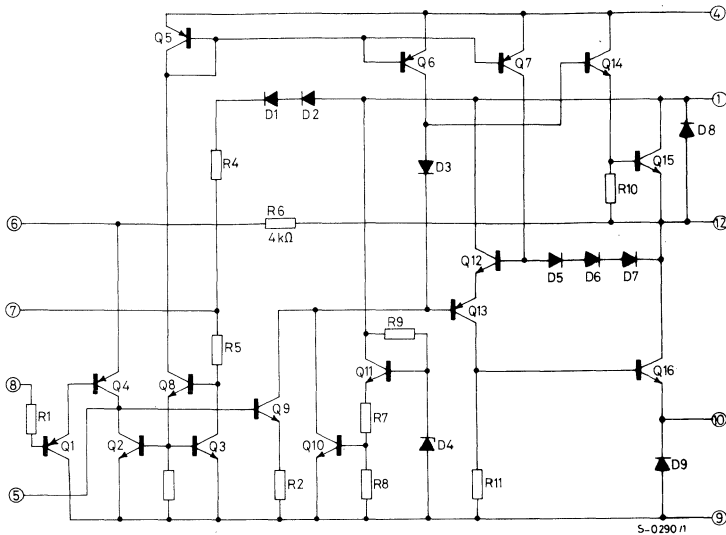 4
Q5
Q6
Q7
Q14
1
D1 D2
D8
D3
Q15
R4
R10
6
R6
4kΩ
12
Q12
D5 D6 D7
7
Q13
R9
R5
8
Q4
Q8
Q11
Q16
R1
Q9
R7
10
Q1
Q2
Q3
Q10
D4
D9
5
R2
R8
R11
9
S-0290/1